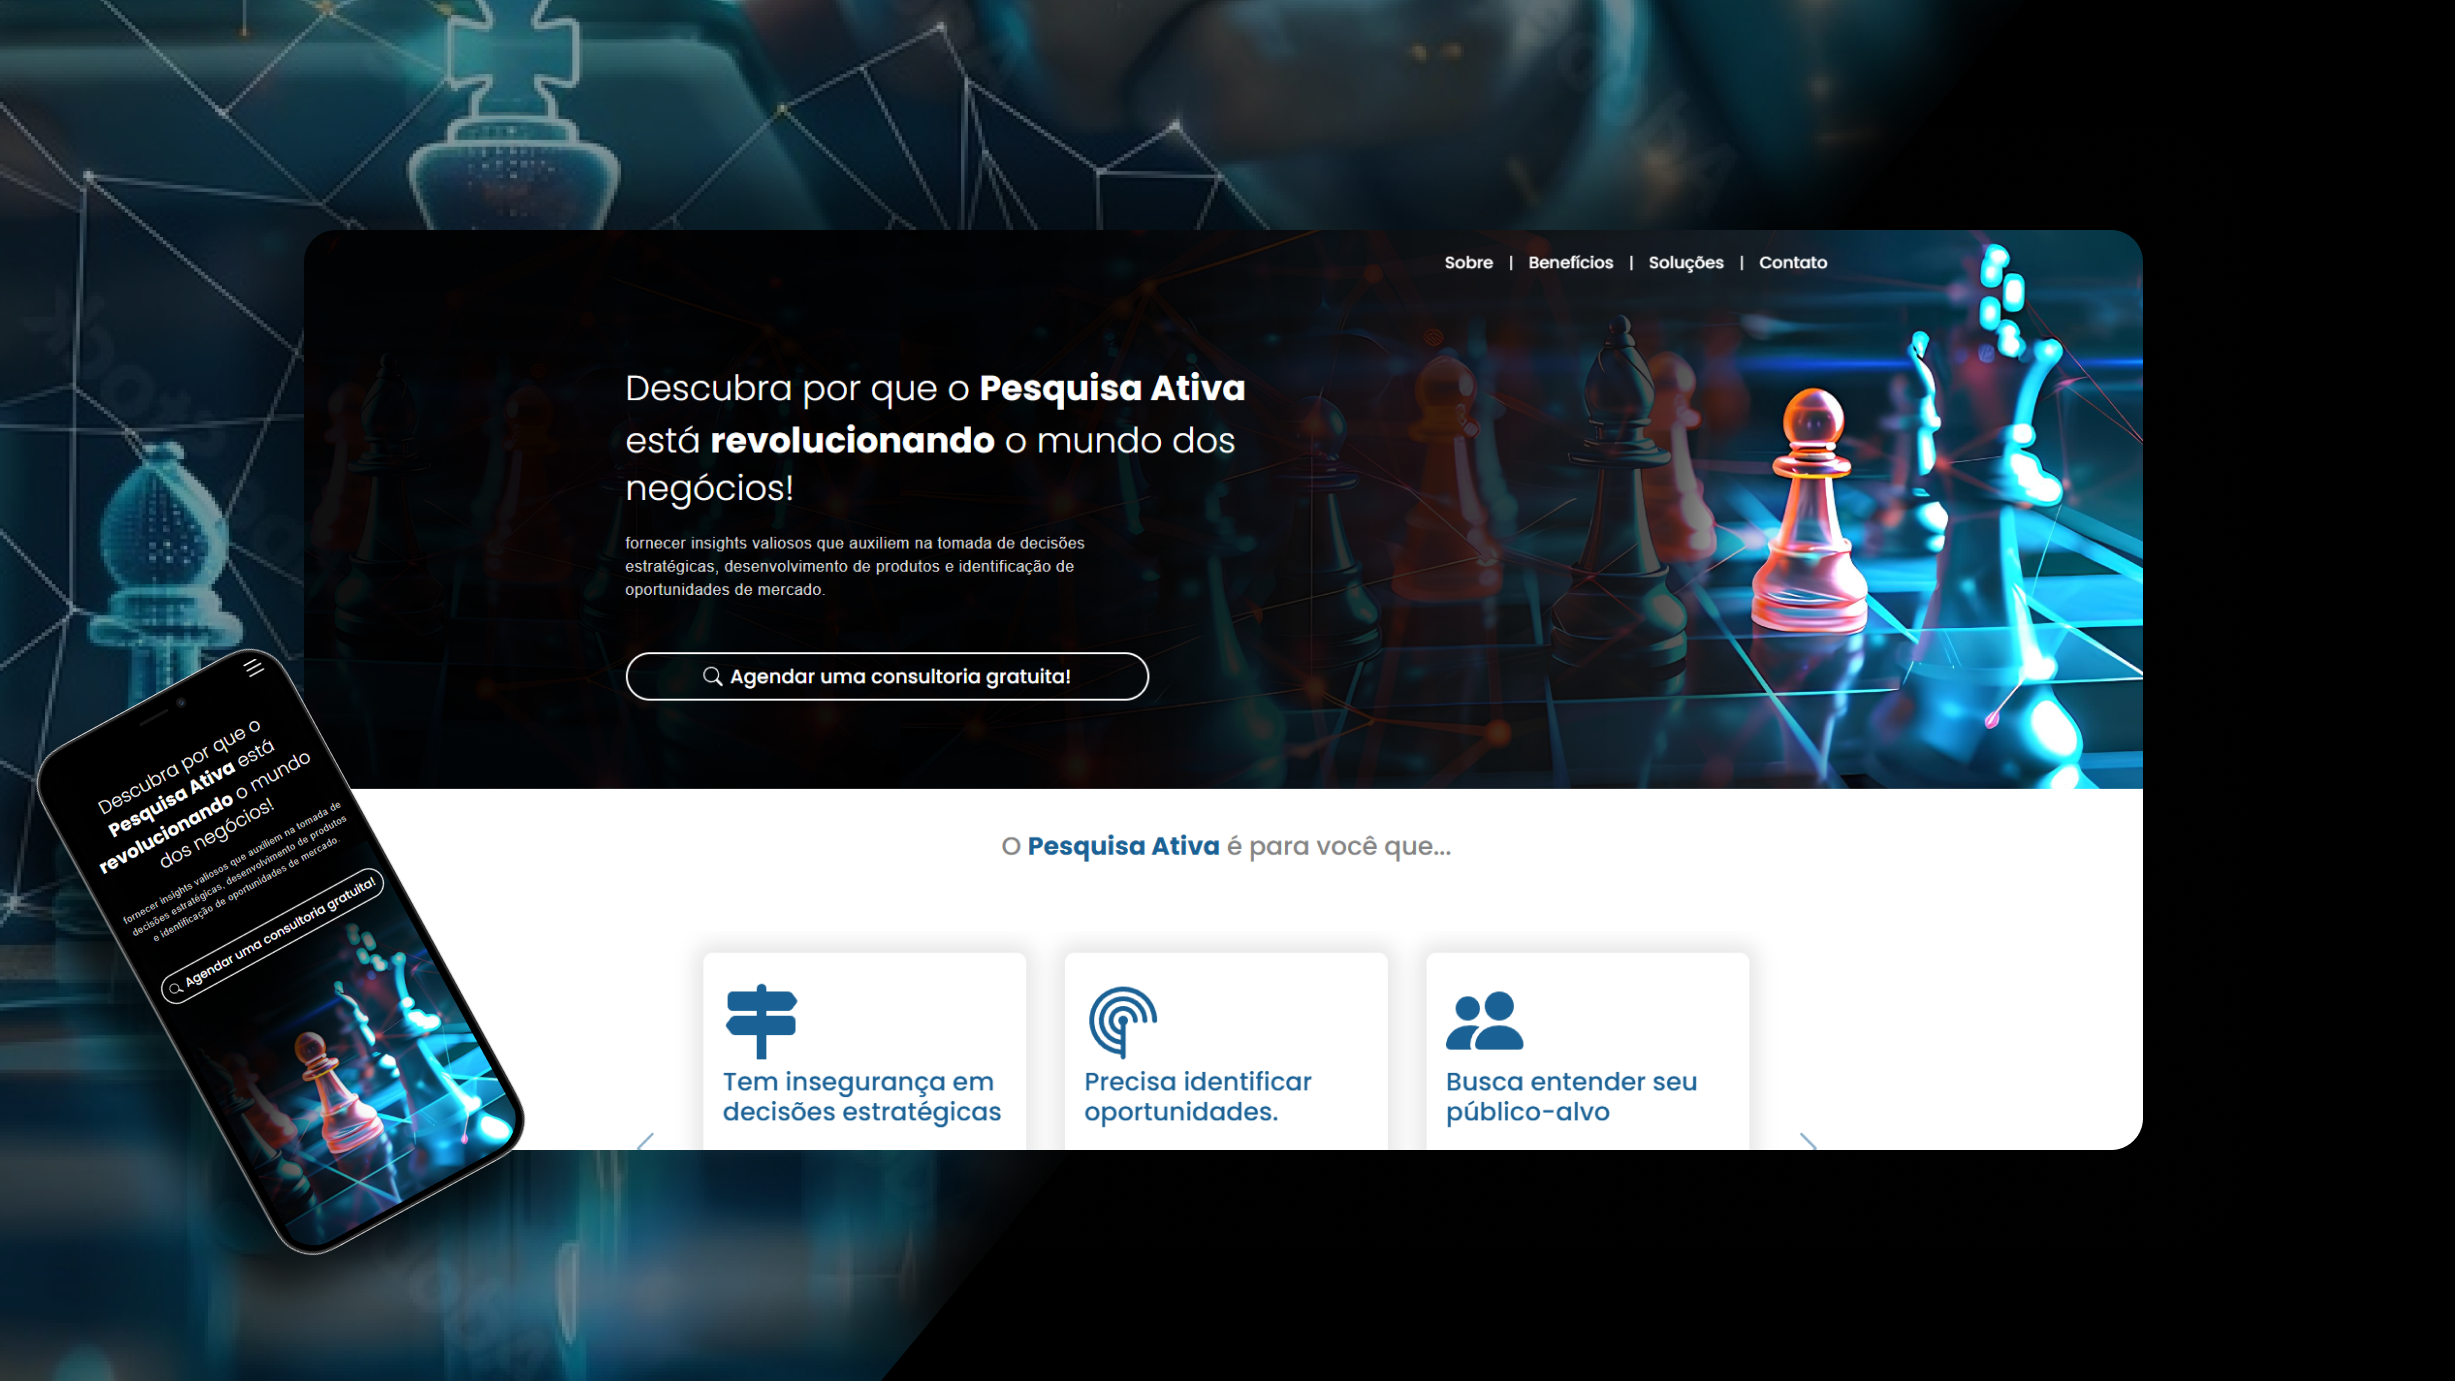 Sobre | Benefícios | Soluções | Contato
Descubra por que o Pesquisa Ativa
está revolucionando o mundo dos
negócios!
fornecer insights valiosos que auxiliem na tomada de decisões
estratégicas, desenvolvimento de produtos e identificação de
oportunidades de mercado.
Agendar uma consultoria gratuita!
O Pesquisa Ativa é para você que...
Tem insegurança em
decisões estratégicas
Precisa identificar
oportunidades.
Busca entender seu
público-alvo
Descubra por que o
Pesquisa Ativa está
revolucionando o mundo
dos negócios!
fornecer insights valiosos que auxiliem na tomada de
decisões estratégicas, desenvolvimento de produtos
e identificação de oportunidades de mercado.
Agendar uma consultoria gratuita!